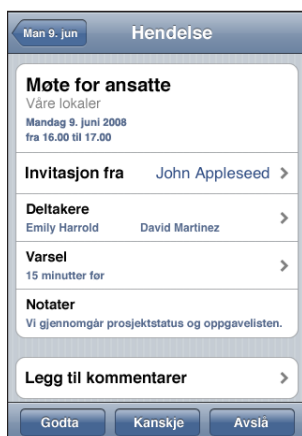 Man 9. jun
Hendelse
Møte for ansatte
Våre lokaler
Mandag 9. juni 2008
fra 16.00 til 17.00
Invitasjon fra John Appleseed
Deltakere
Emily Harrold David Martinez
Varsel
15 minutter før
Notater
Vi gjennomgår prosjektstatus og oppgavelisten.
Legg til kommentarer
Godta Kanskje Avslå